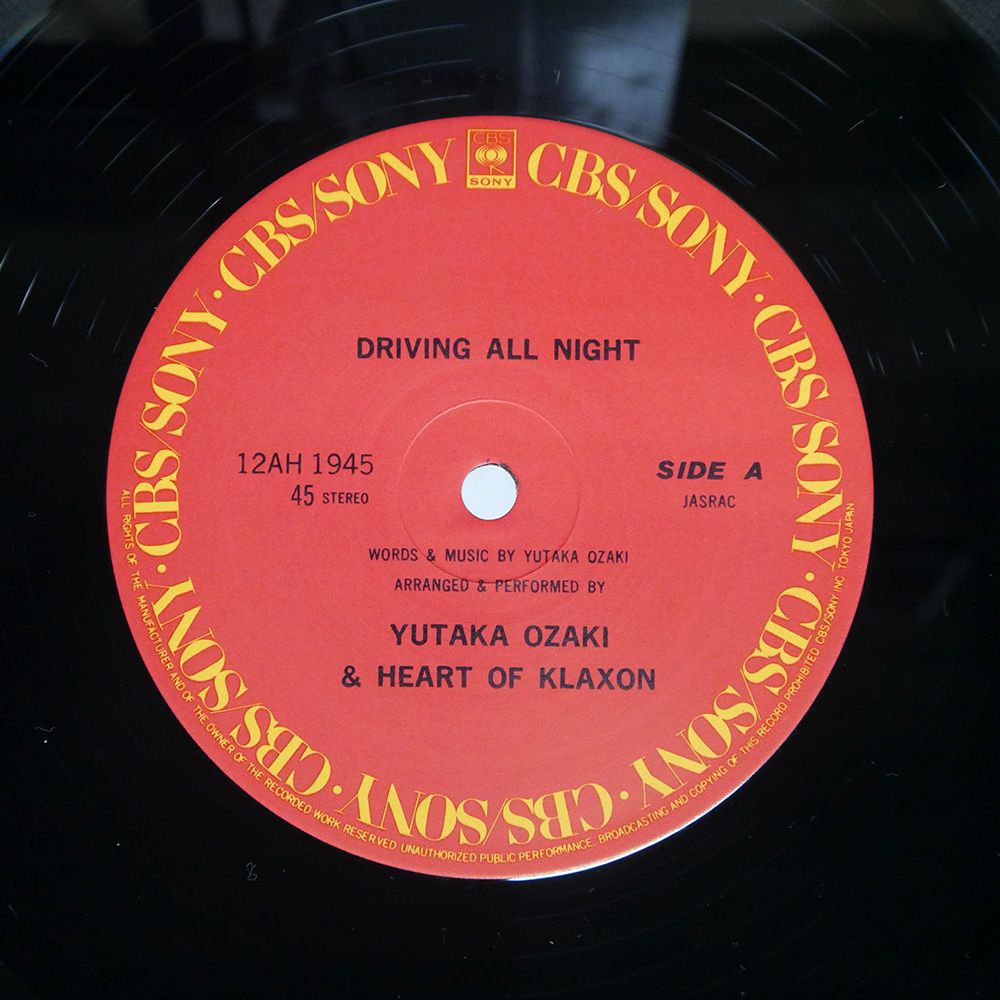 CBS
SONY
CBS/SONY · CBS/SONY · CBS/SONY · CBS/SONY · CBS/SONY · CBS/SONY · CBS/SONY · CBS/SONY
DRIVING ALL NIGHT
12AH 1945
45 STEREO
SIDE A
JASRAC
WORDS & MUSIC BY YUTAKA OZAKI
ARRANGED & PERFORMED BY
YUTAKA OZAKI
& HEART OF KLAXON
ALL RIGHTS OF THE MANUFACTURER AND OF THE OWNER OF THE RECORDED WORK RESERVED. UNAUTHORIZED PUBLIC PERFORMANCE, BROADCASTING AND COPYING OF THIS RECORD PROHIBITED CBS/SONY INC. TOKYO JAPAN